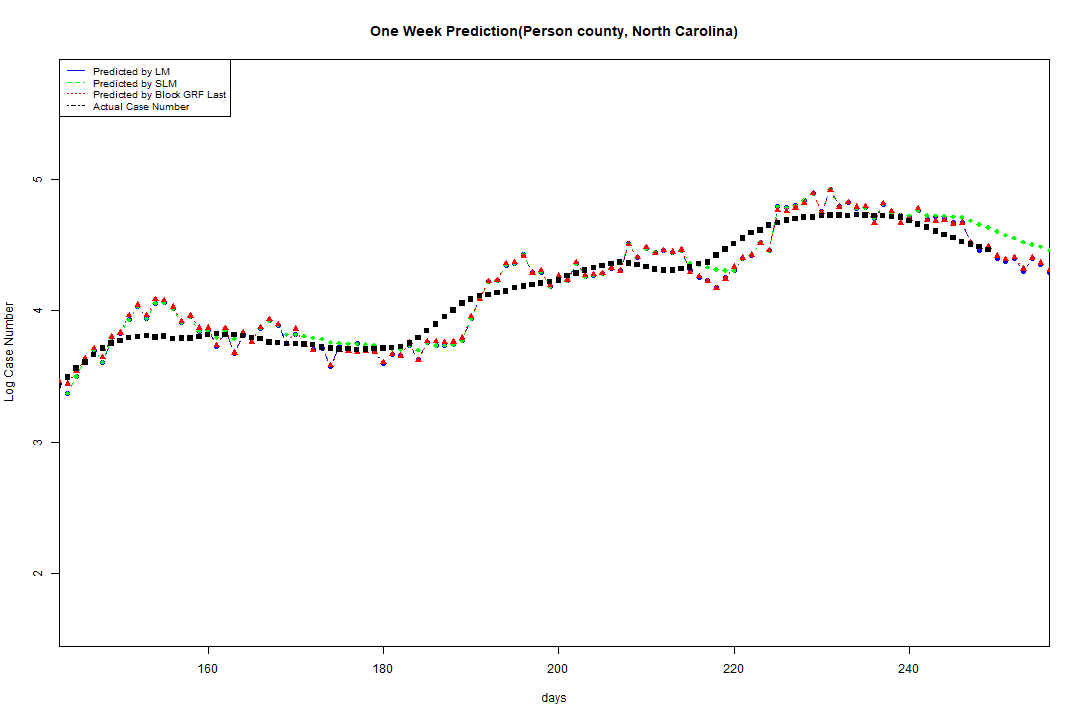 One Week Prediction(Person county, North Carolina)
Predicted by LM
Predicted by SLM
Predicted by Block GRF Last
Actual Case Number
5
4
3
2
Log Case Number
160 180 200 220 240
days